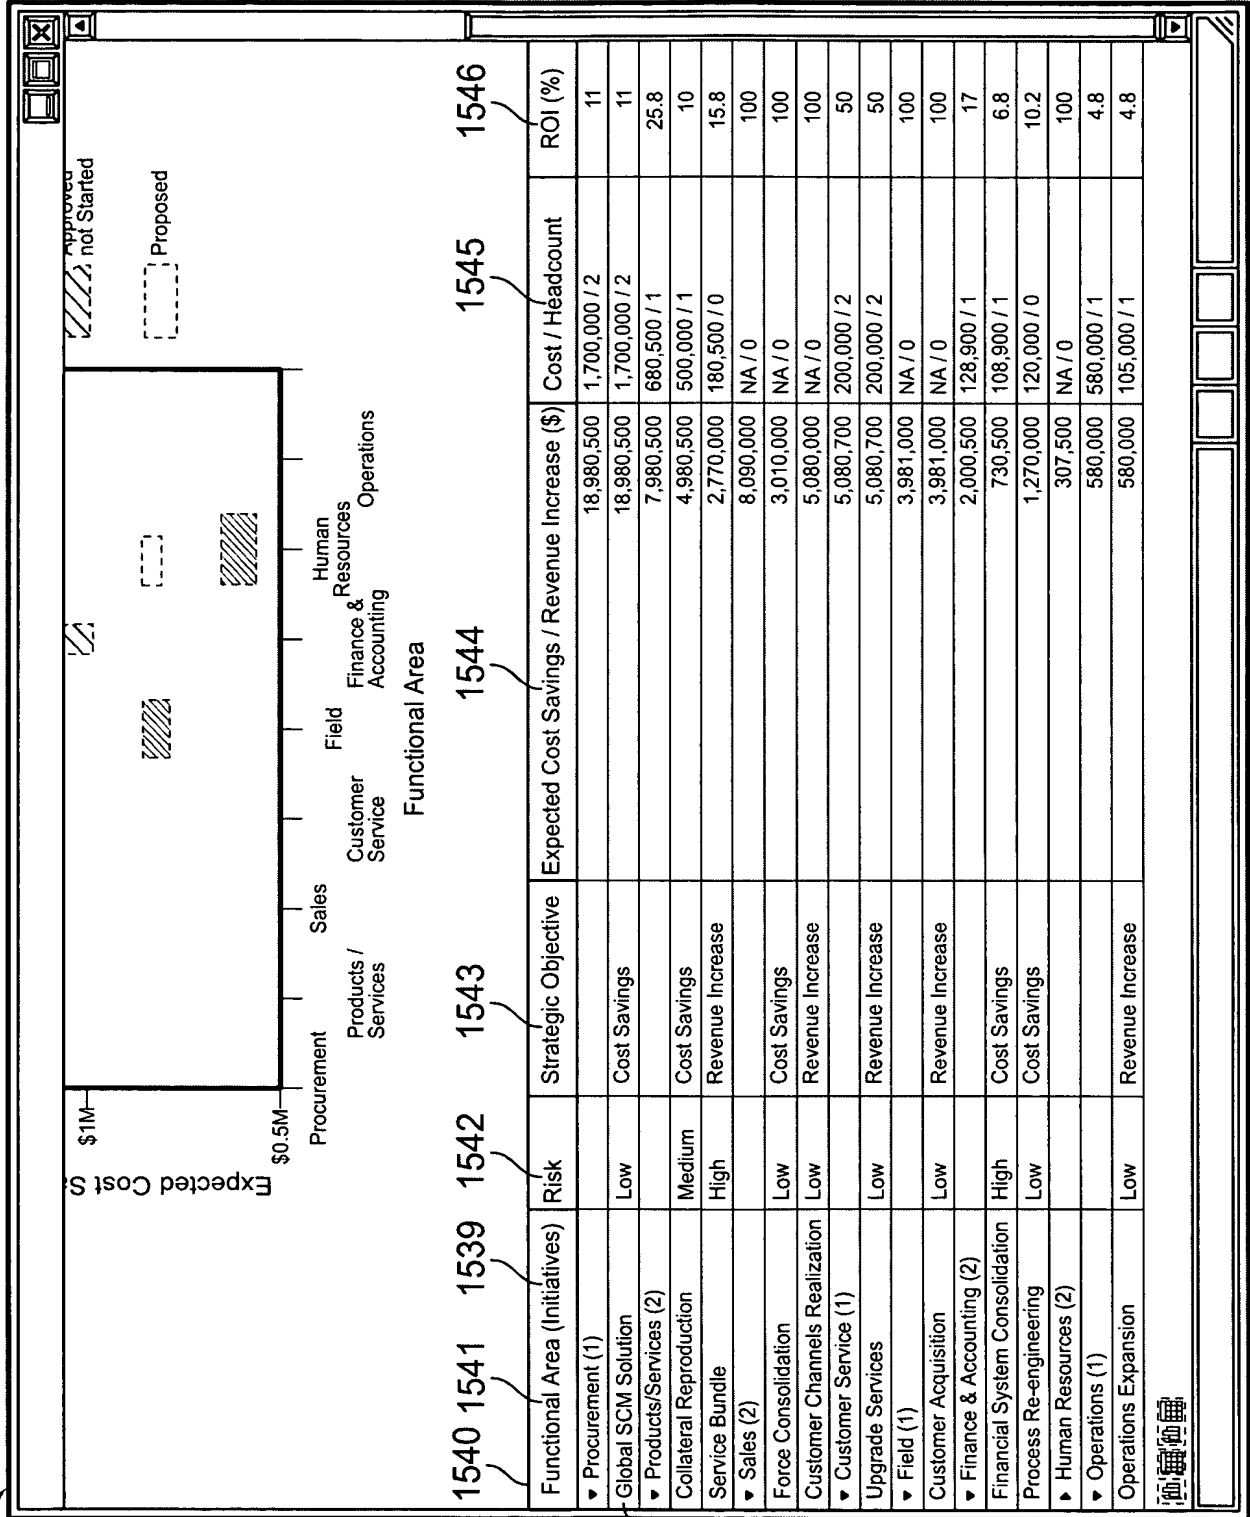 Approved
not Started
Proposed
Expected Cost Sa
$1M
$0.5M
Procurement
Products /
Services
Sales
Customer
Service
Field
Finance &
Accounting
Human
Resources
Operations
Functional Area
1540 1541 1539 1542 1543 1544 1545 1546
Functional Area (Initiatives) Risk Strategic Objective Expected Cost Savings / Revenue Increase ($) Cost / Headcount ROI (%)
▾ Procurement (1) 18,980,500 1,700,000 / 2 11
Global SCM Solution Low Cost Savings 18,980,500 1,700,000 / 2 11
▾ Products/Services (2) 7,980,500 680,500 / 1 25.8
Collateral Reproduction Medium Cost Savings 4,980,500 500,000 / 1 10
Service Bundle High Revenue Increase 2,770,000 180,500 / 0 15.8
▾ Sales (2) 8,090,000 NA / 0 100
Force Consolidation Low Cost Savings 3,010,000 NA / 0 100
Customer Channels Realization Low Revenue Increase 5,080,000 NA / 0 100
▾ Customer Service (1) 5,080,700 200,000 / 2 50
Upgrade Services Low Revenue Increase 5,080,700 200,000 / 2 50
▾ Field (1) 3,981,000 NA / 0 100
Customer Acquisition Low Revenue Increase 3,981,000 NA / 0 100
▾ Finance & Accounting (2) 2,000,500 128,900 / 1 17
Financial System Consolidation High Cost Savings 730,500 108,900 / 1 6.8
Process Re-engineering Low Cost Savings 1,270,000 120,000 / 0 10.2
▸ Human Resources (2) 307,500 NA / 0 100
▾ Operations (1) 580,000 580,000 / 1 4.8
Operations Expansion Low Revenue Increase 580,000 105,000 / 1 4.8